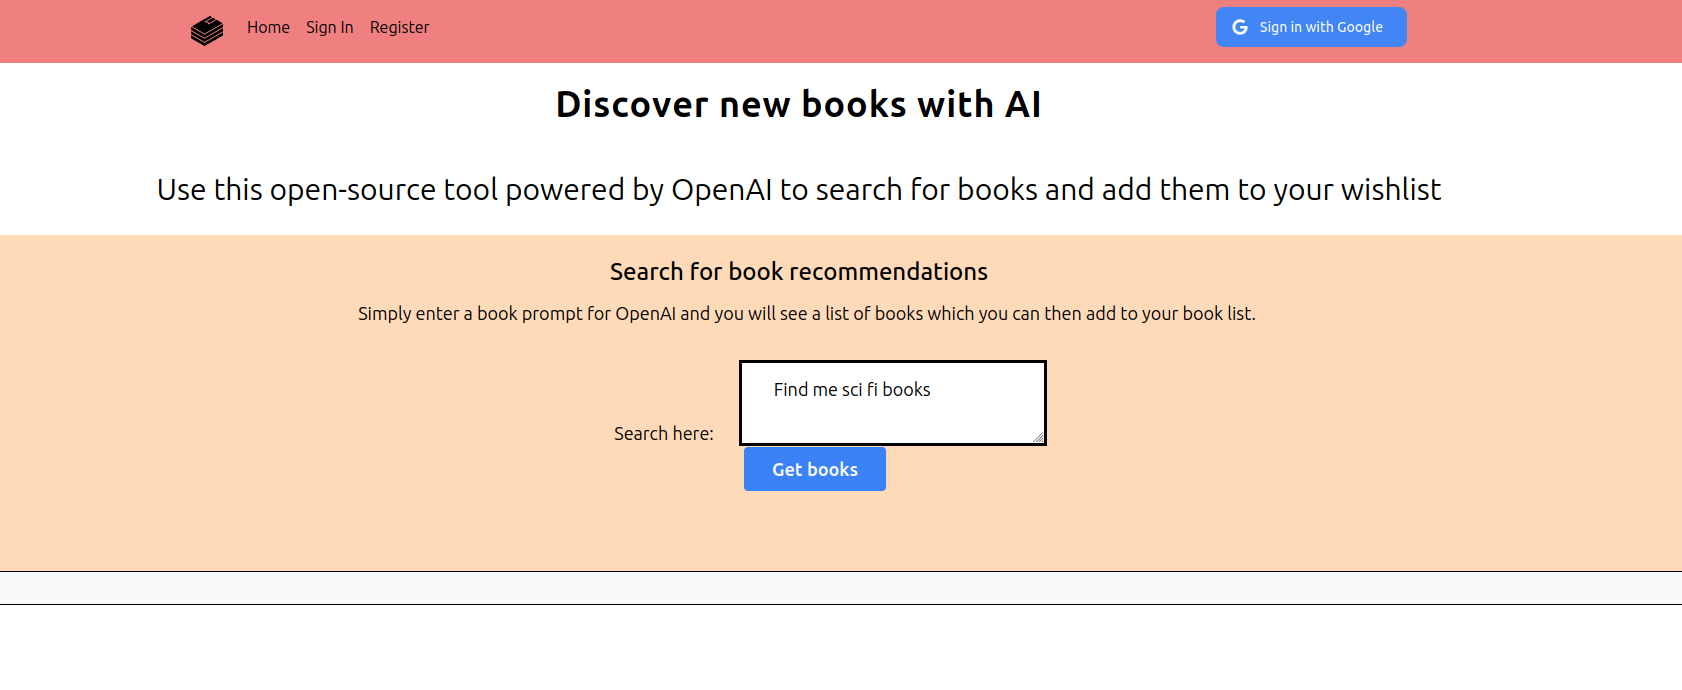 Home Sign In Register Sign in with Google
Discover new books with AI
Use this open-source tool powered by OpenAI to search for books and add them to your wishlist
Search for book recommendations
Simply enter a book prompt for OpenAI and you will see a list of books which you can then add to your book list.
Find me sci fi books
Search here:
Get books